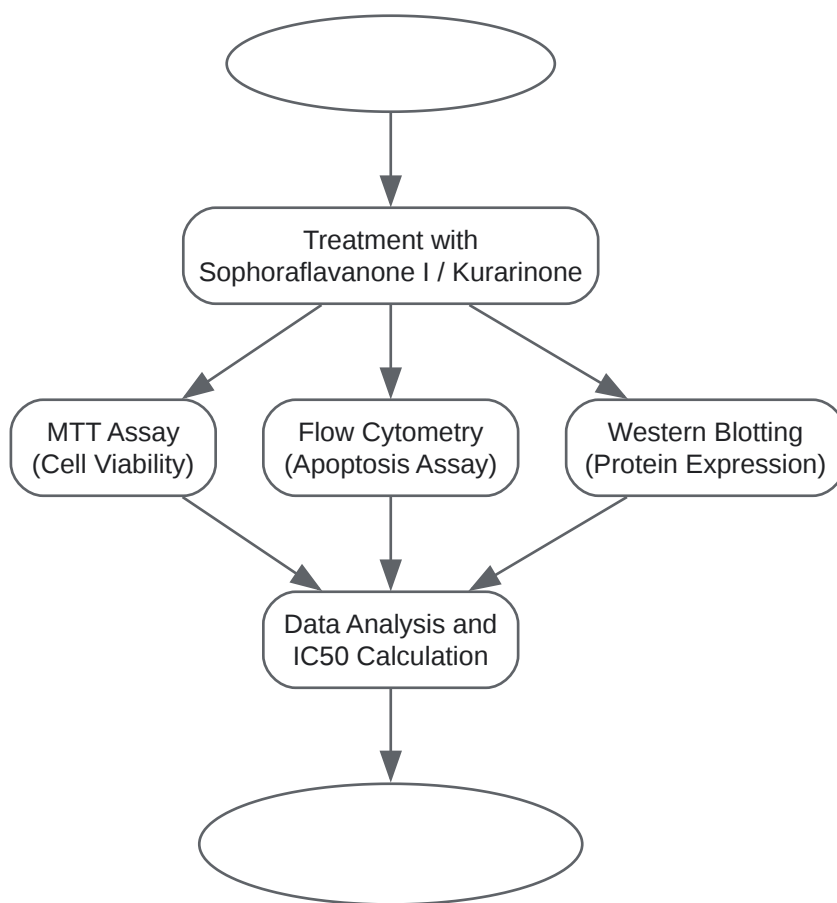 Treatment with
Sophoraflavanone I / Kurarinone
MTT Assay
(Cell Viability)
Flow Cytometry
(Apoptosis Assay)
Western Blotting
(Protein Expression)
Data Analysis and
IC50 Calculation